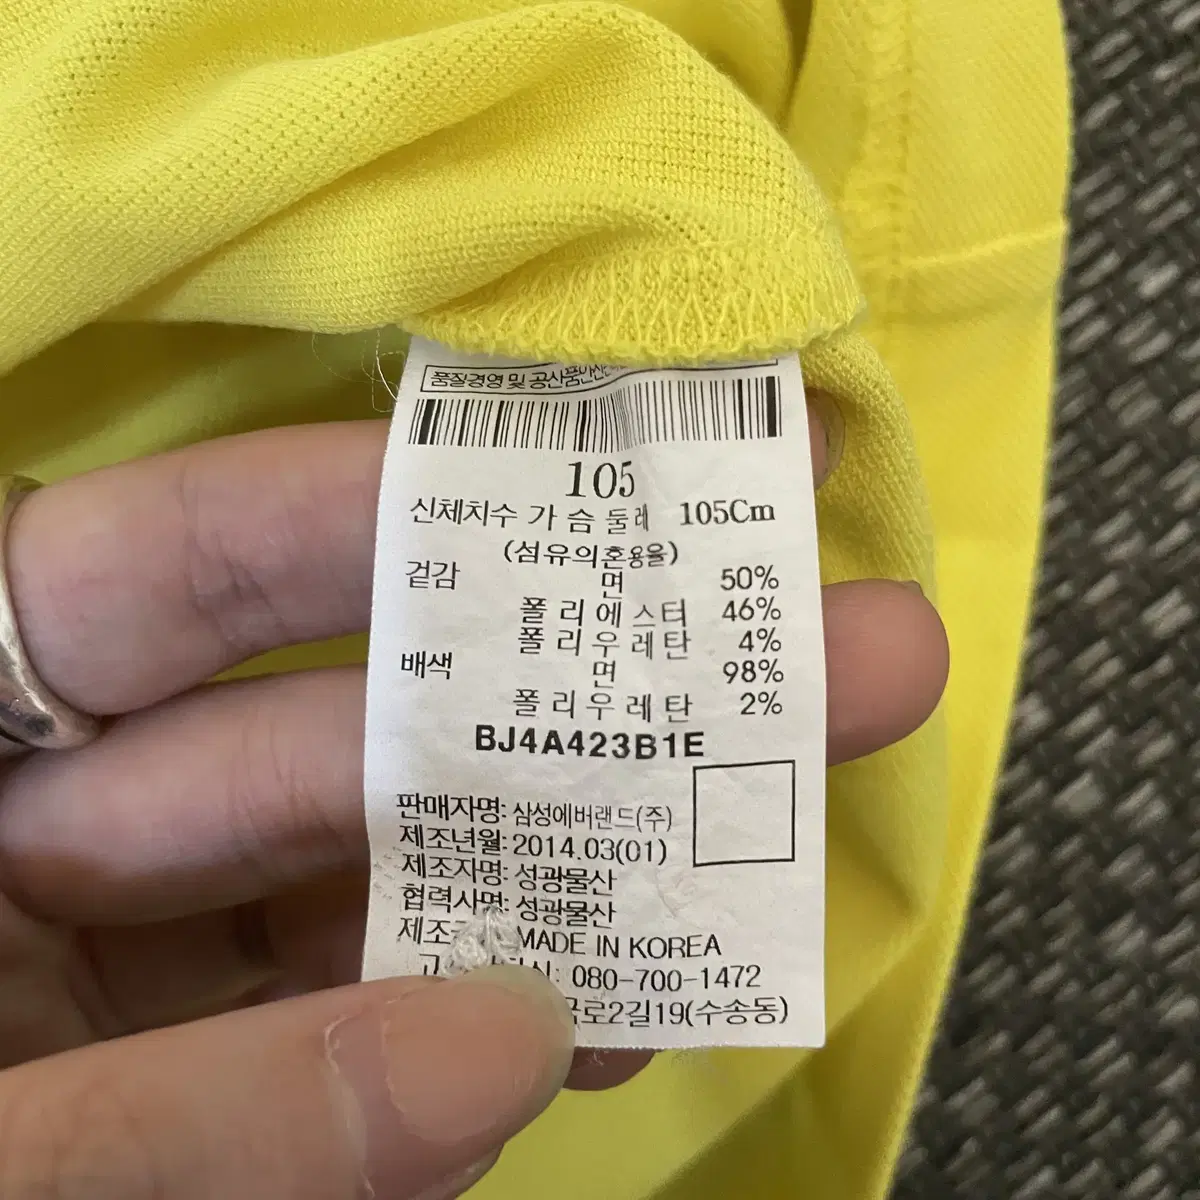 품질경영 및 공산품안전
105
신체치수 가 슴 둘 레 105Cm
(섬유의혼용율)
겉감 면 50%
폴 리 에 스 터 46%
폴 리 우 레 탄 4%
배색 면 98%
폴 리 우 레 탄 2%
BJ4A423B1E
판매자명: 삼성에버랜드(주)
제조년월: 2014.03(01)
제조자명: 성광물산
협력사명: 성광물산
제조 MADE IN KOREA
고 080-700-1472
로2길19(수송동)